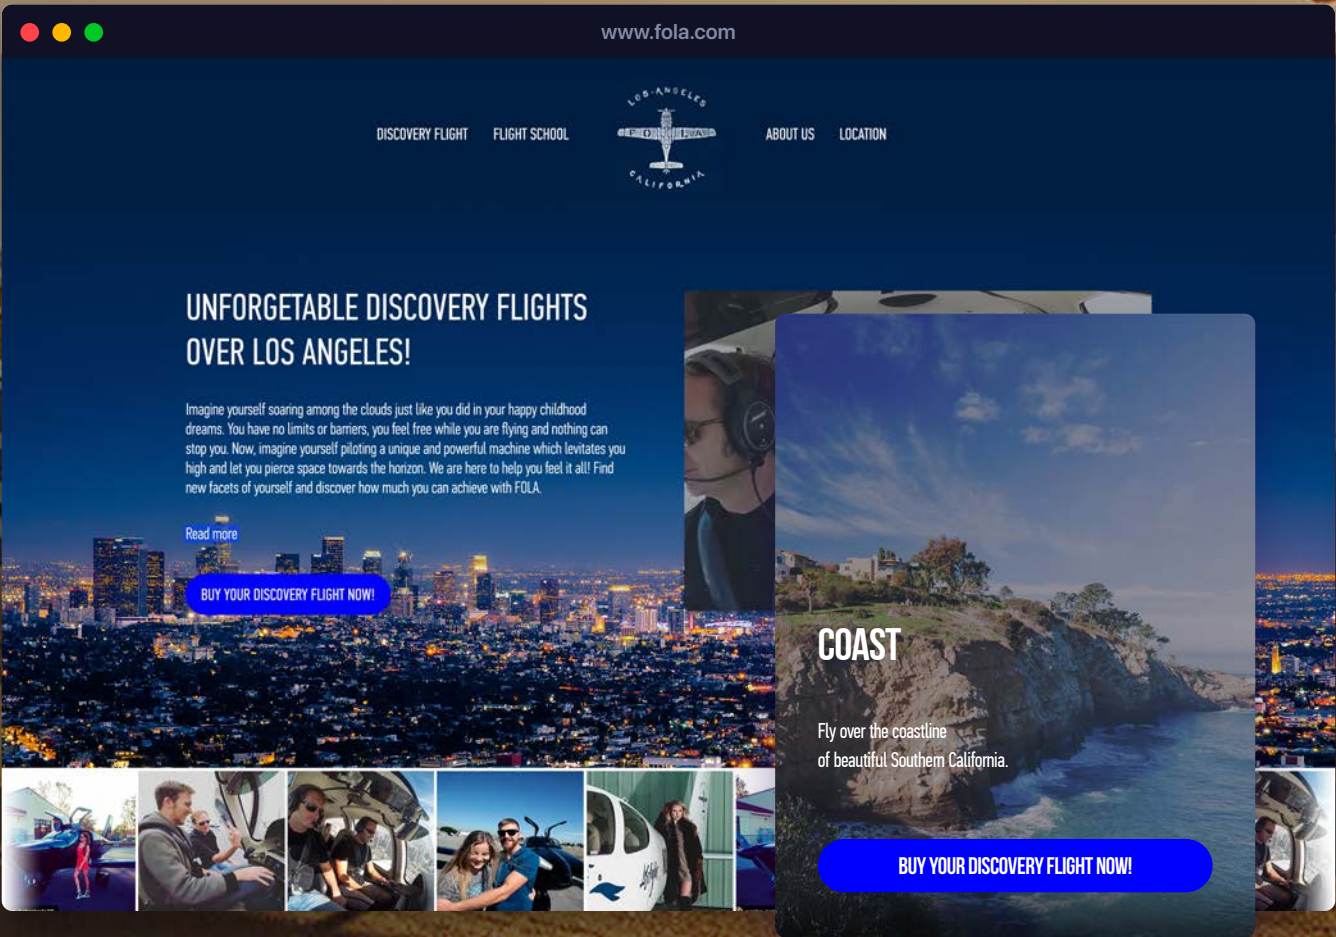 www.fola.com
LOS-ANGELES
DISCOVERY FLIGHT
FLIGHT SCHOOL
ABOUT US
LOCATION
CALIFORNIA
UNFORGETABLE DISCOVERY FLIGHTS
OVER LOS ANGELES!
Imagine yourself soaring among the clouds just like you did in your happy childhood
dreams. You have no limits or barriers, you feel free while you are flying and nothing can
stop you. Now, imagine yourself piloting a unique and powerful machine which levitates you
high and let you pierce space towards the horizon. We are here to help you feel it all! Find
new facets of yourself and discover how much you can achieve with FOLA.
Read more
BUY YOUR DISCOVERY FLIGHT NOW!
COAST
Fly over the coastline
of beautiful Southern California.
BUY YOUR DISCOVERY FLIGHT NOW!